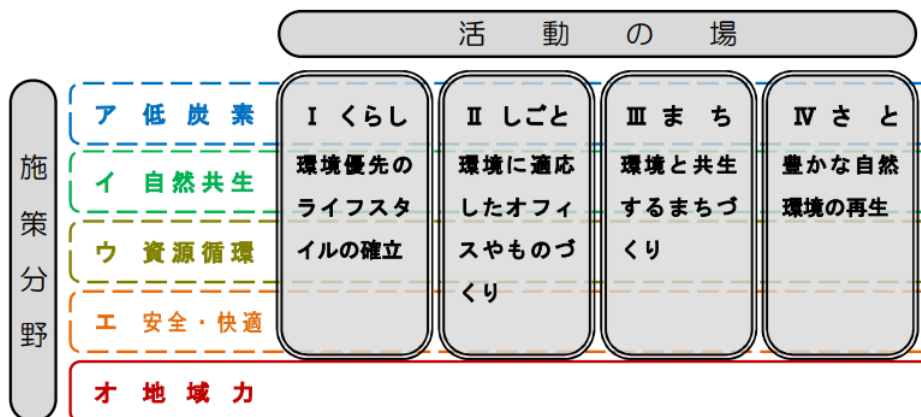 活動の場
施策分野
ア 低炭素
イ 自然共生
ウ 資源循環
エ 安全・快適
オ 地域力
Ⅰ くらし
環境優先の
ライフスタ
イルの確立
Ⅱ しごと
環境に適応
したオフィ
スやものづ
くり
Ⅲ まち
環境と共生
するまちづ
くり
Ⅳ さと
豊かな自然
環境の再生